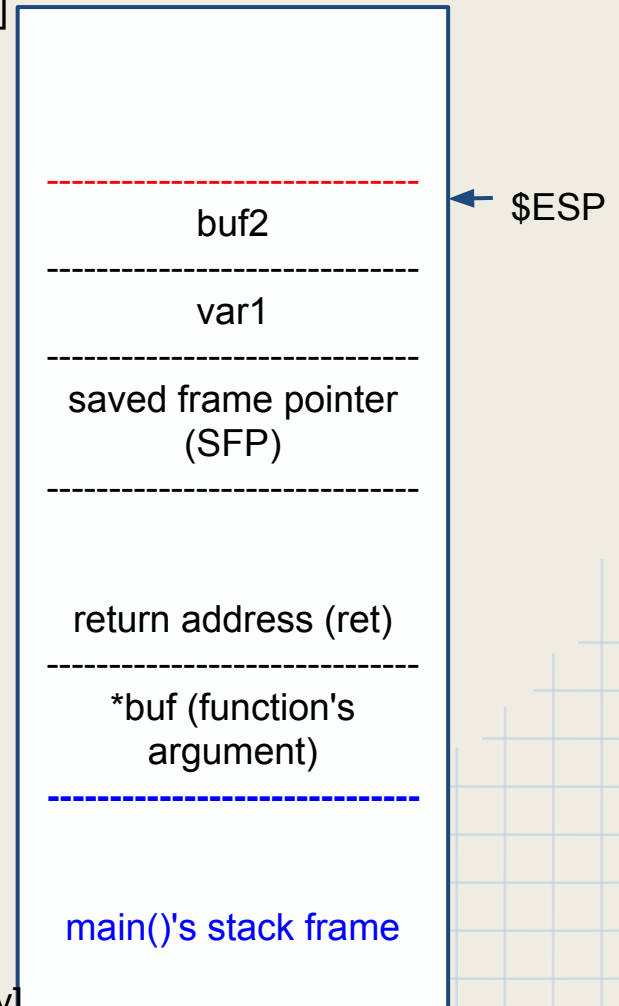 ]
$ESP
buf2
var1
saved frame pointer
(SFP)
return address (ret)
*buf (function's
argument)
main()'s stack frame
y]